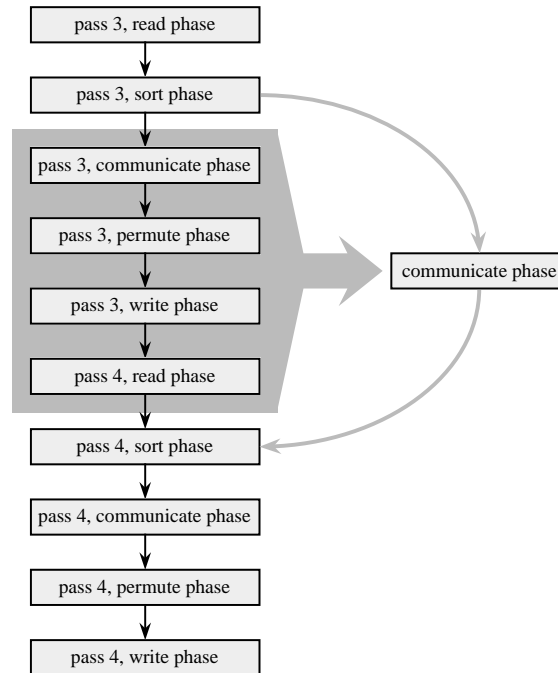 pass 3, read phase
pass 3, sort phase
pass 3, communicate phase
pass 3, permute phase
communicate phase
pass 3, write phase
pass 4, read phase
pass 4, sort phase
pass 4, communicate phase
pass 4, permute phase
pass 4, write phase